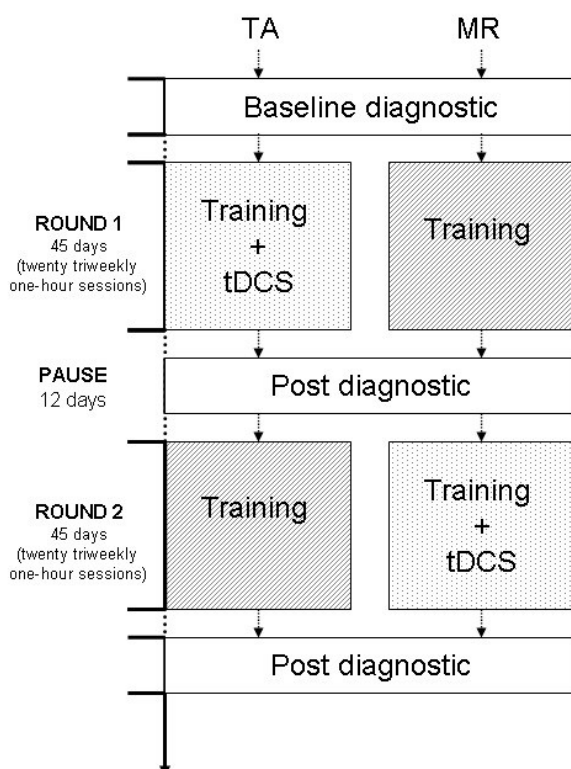 TA
MR
Baseline diagnostic
ROUND 1
45 days
(twenty triweekly
one-hour sessions)
Training
+
tDCS
Training
PAUSE
12 days
Post diagnostic
ROUND 2
45 days
(twenty triweekly
one-hour sessions)
Training
Training
+
tDCS
Post diagnostic